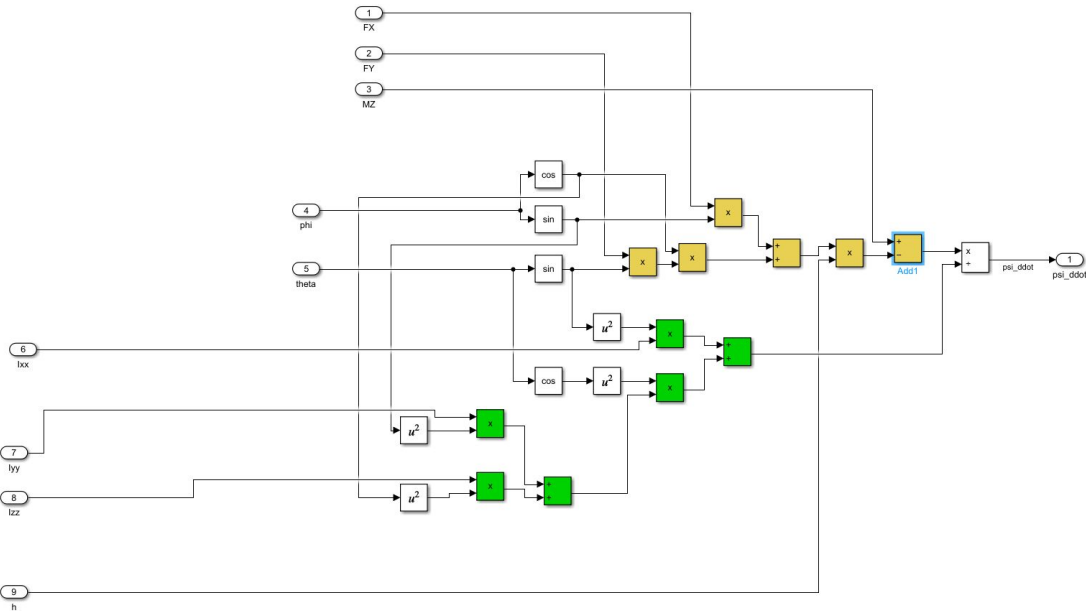 1
FX
2
FY
3
MZ
cos
4
phi
sin
x
5
theta
sin
x
x
+
+
x
+
−
Add1
x
÷
psi_ddot
1
psi_ddot
6
Ixx
u²
x
+
+
cos
u²
x
7
Iyy
u²
x
8
Izz
u²
x
+
+
9
h